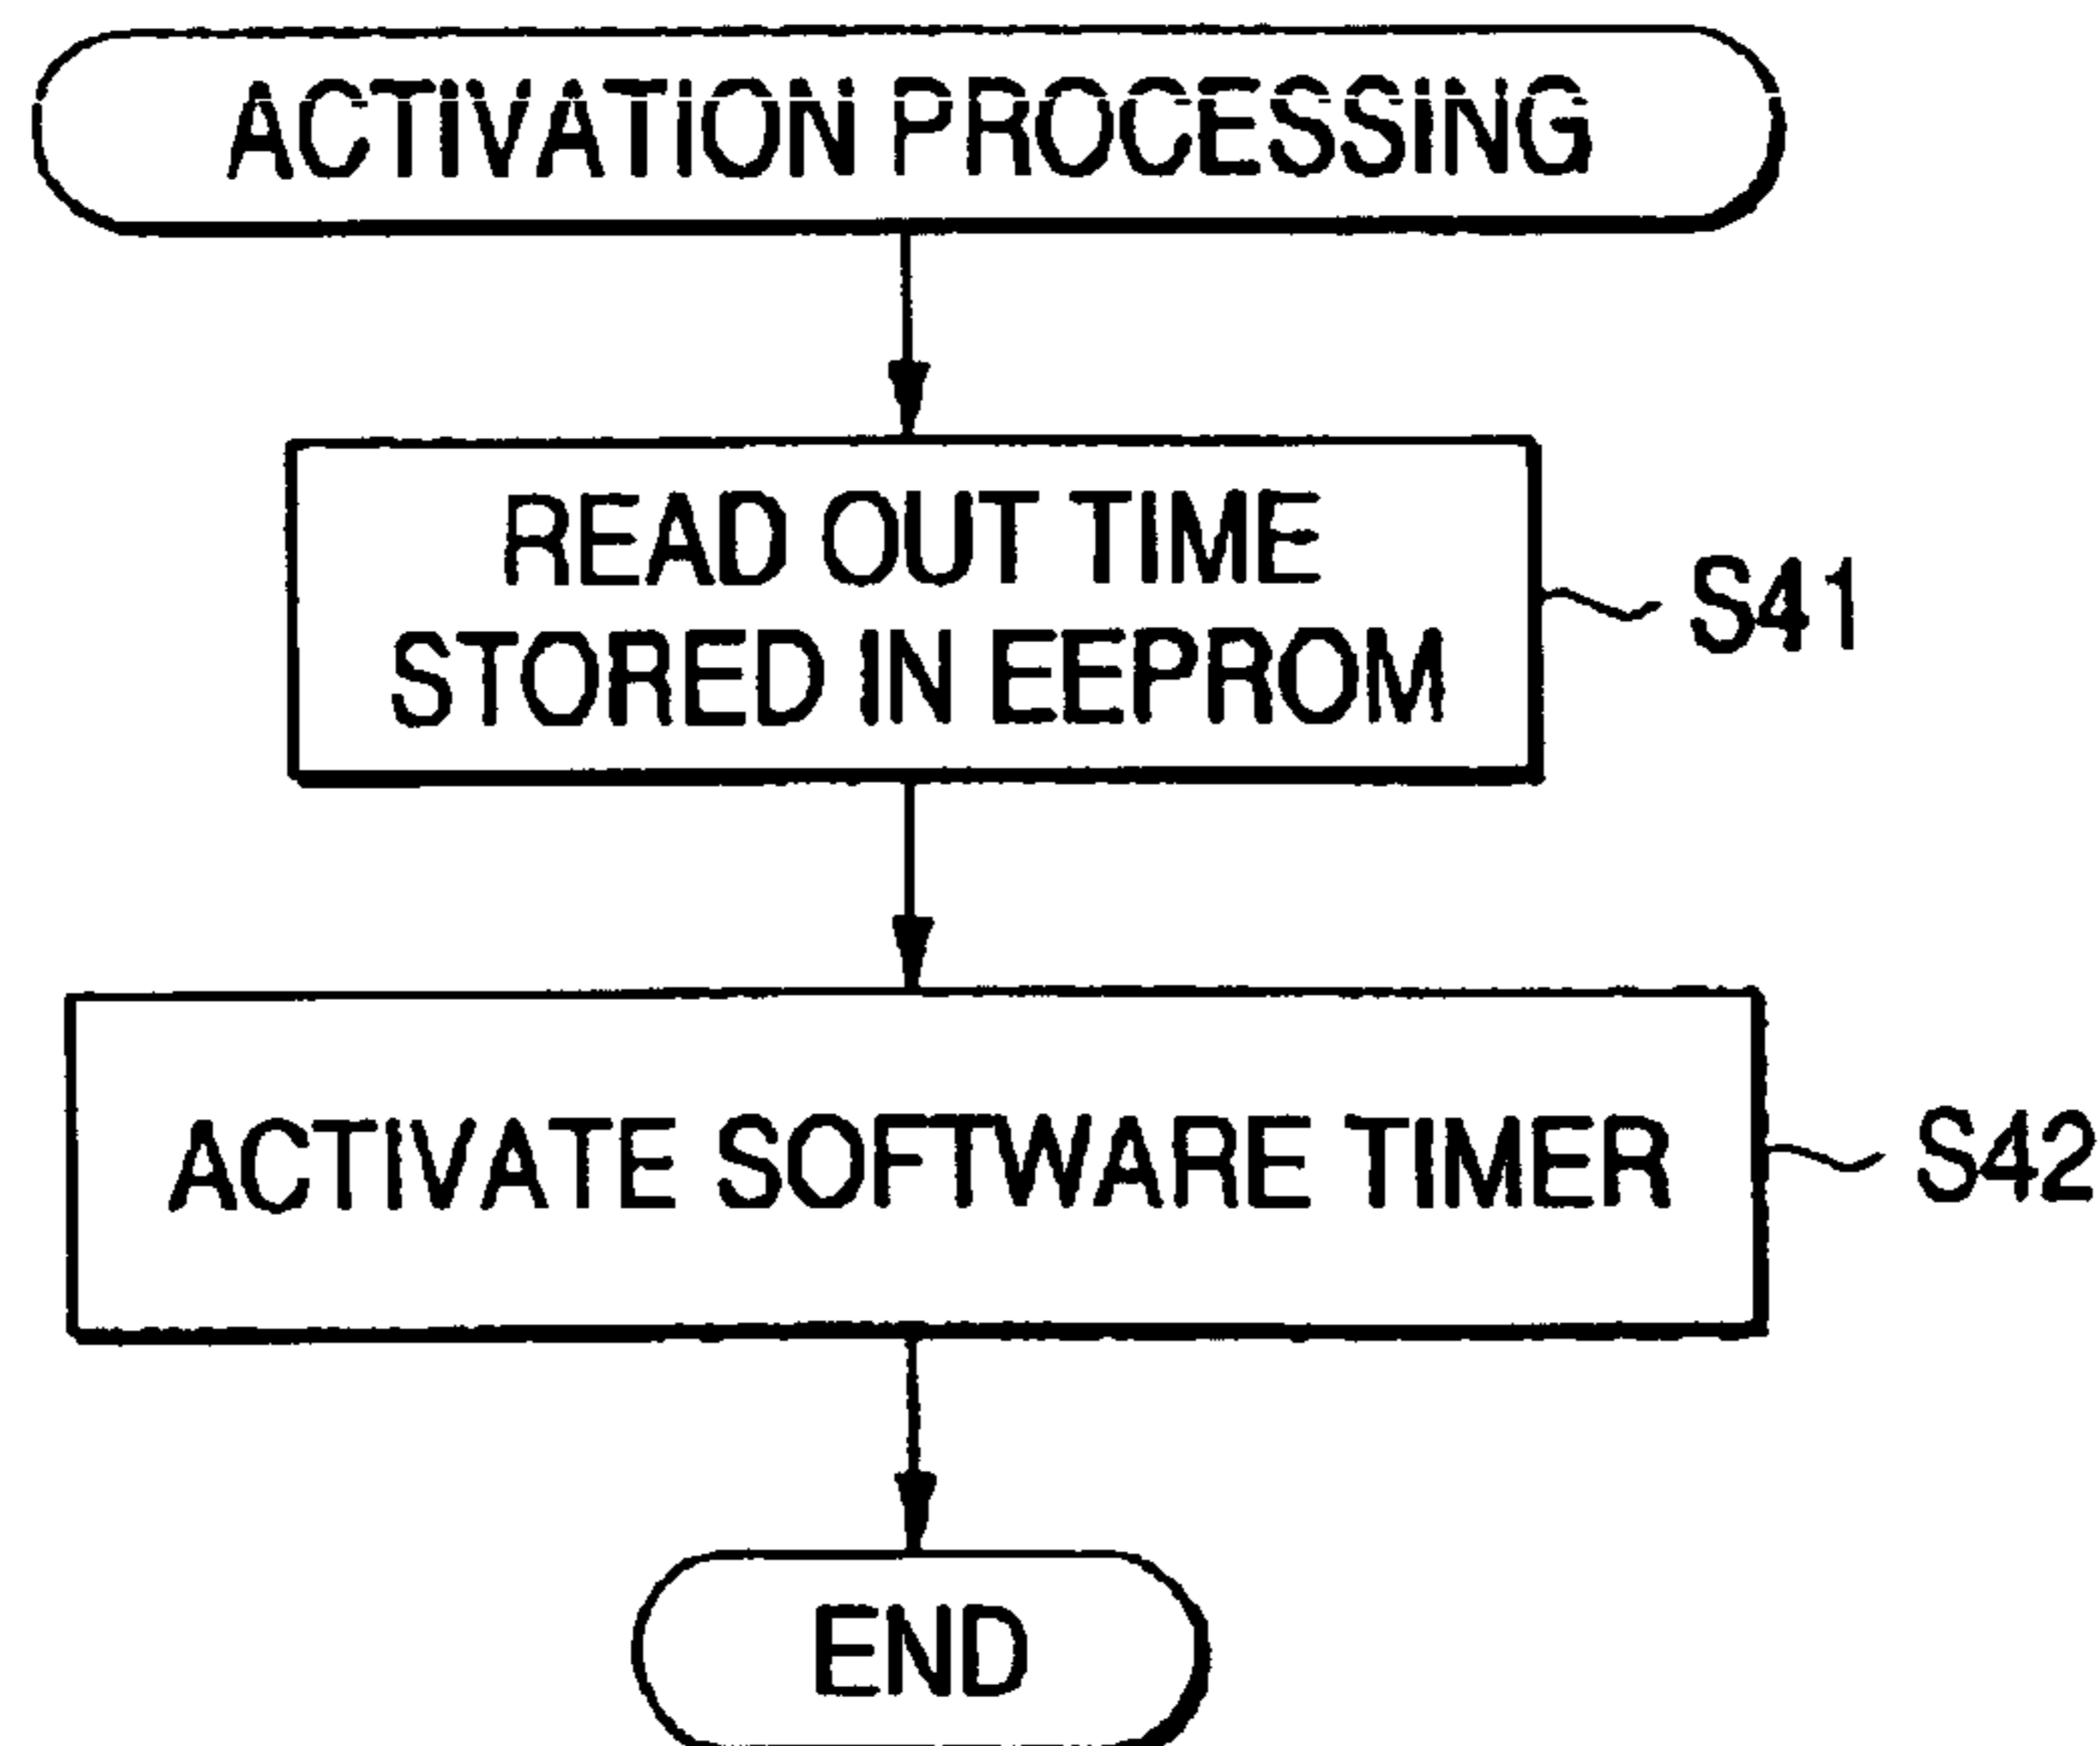 ACTIVATION PROCESSING
READ OUT TIME
STORED IN EEPROM
S41
ACTIVATE SOFTWARE TIMER
S42
END